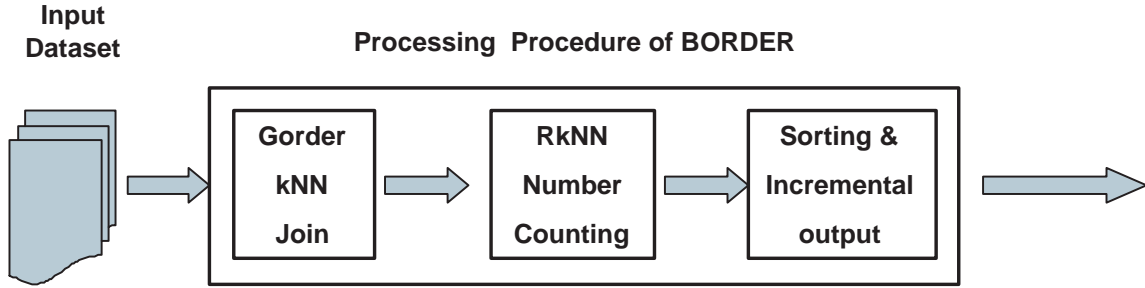 Input
Dataset
Processing Procedure of BORDER
Gorder
kNN
Join
RkNN
Number
Counting
Sorting &
Incremental
output